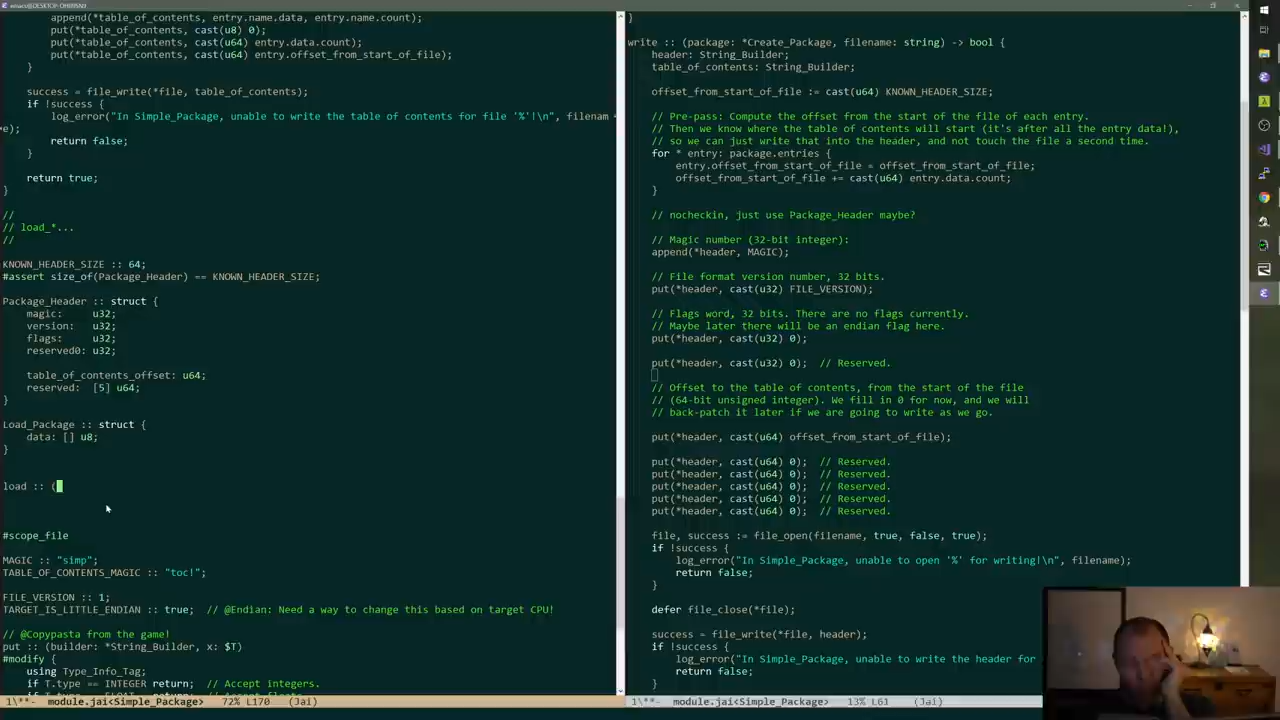 emacs@DESKTOP-OH89SAD
append(*table_of_contents, entry.name.data, entry.name.count);
put(*table_of_contents, cast(u8) 0);
put(*table_of_contents, cast(u64) entry.data.count);
put(*table_of_contents, cast(u64) entry.offset_from_start_of_file);
}
success = file_write(*file, table_of_contents);
if !success {
log_error("In Simple_Package, unable to write the table of contents for file '%'!\n", filenam
e);
return false;
}
return true;
}
//
// load_*...
//
KNOWN_HEADER_SIZE :: 64;
#assert size_of(Package_Header) == KNOWN_HEADER_SIZE;
Package_Header :: struct {
magic: u32;
version: u32;
flags: u32;
reserved0: u32;
table_of_contents_offset: u64;
reserved: [5] u64;
}
Load_Package :: struct {
data: [] u8;
}
load :: (
#scope_file
MAGIC :: "simp";
TABLE_OF_CONTENTS_MAGIC :: "toc!";
FILE_VERSION :: 1;
TARGET_IS_LITTLE_ENDIAN :: true; // @Endian: Need a way to change this based on target CPU!
// @Copypasta from the game!
put :: (builder: *String_Builder, x: $T)
#modify {
using Type_Info_Tag;
if T.type == INTEGER return; // Accept integers.
1\**- module.jai<Simple_Package> 72% L170 (Jai)
}
write :: (package: *Create_Package, filename: string) -> bool {
header: String_Builder;
table_of_contents: String_Builder;
offset_from_start_of_file := cast(u64) KNOWN_HEADER_SIZE;
// Pre-pass: Compute the offset from the start of the file of each entry.
// Then we know where the table of contents will start (it's after all the entry data!),
// so we can just write that into the header, and not touch the file a second time.
for * entry: package.entries {
entry.offset_from_start_of_file = offset_from_start_of_file;
offset_from_start_of_file += cast(u64) entry.data.count;
}
// nocheckin, just use Package_Header maybe?
// Magic number (32-bit integer):
append(*header, MAGIC);
// File format version number, 32 bits.
put(*header, cast(u32) FILE_VERSION);
// Flags word, 32 bits. There are no flags currently.
// Maybe later there will be an endian flag here.
put(*header, cast(u32) 0);
put(*header, cast(u32) 0); // Reserved.
// Offset to the table of contents, from the start of the file
// (64-bit unsigned integer). We fill in 0 for now, and we will
// back-patch it later if we are going to write as we go.
put(*header, cast(u64) offset_from_start_of_file);
put(*header, cast(u64) 0); // Reserved.
put(*header, cast(u64) 0); // Reserved.
put(*header, cast(u64) 0); // Reserved.
put(*header, cast(u64) 0); // Reserved.
put(*header, cast(u64) 0); // Reserved.
file, success := file_open(filename, true, false, true);
if !success {
log_error("In Simple_Package, unable to open '%' for writing!\n", filename);
return false;
}
defer file_close(*file);
success = file_write(*file, header);
if !success {
log_error("In Simple_Package, unable to write the header for
return false;
}
1\**- module.jai<Simple_Package> 13% L61 (Jai)